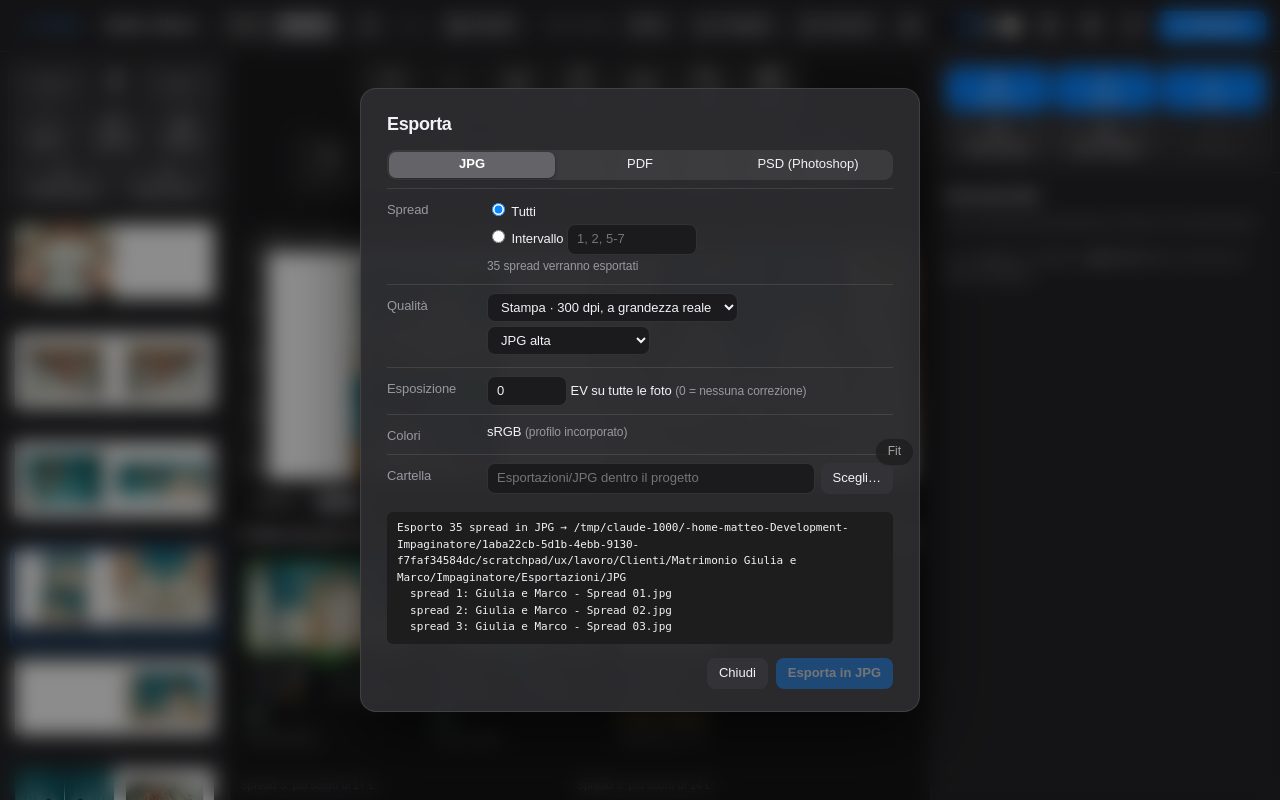 Esporta
JPG
PDF
PSD (Photoshop)
Spread
Tutti
Intervallo 1, 2, 5-7
35 spread verranno esportati
Qualità
Stampa · 300 dpi, a grandezza reale
JPG alta
Esposizione
0 EV su tutte le foto (0 = nessuna correzione)
Colori
sRGB (profilo incorporato)
Fit
Cartella
Esportazioni/JPG dentro il progetto
Scegli…
Esporto 35 spread in JPG → /tmp/claude-1000/-home-matteo-Development-
Impaginatore/1aba22cb-5d1b-4ebb-9130-
f7faf34584dc/scratchpad/ux/lavoro/Clienti/Matrimonio Giulia e
Marco/Impaginatore/Esportazioni/JPG
spread 1: Giulia e Marco - Spread 01.jpg
spread 2: Giulia e Marco - Spread 02.jpg
spread 3: Giulia e Marco - Spread 03.jpg
Chiudi
Esporta in JPG